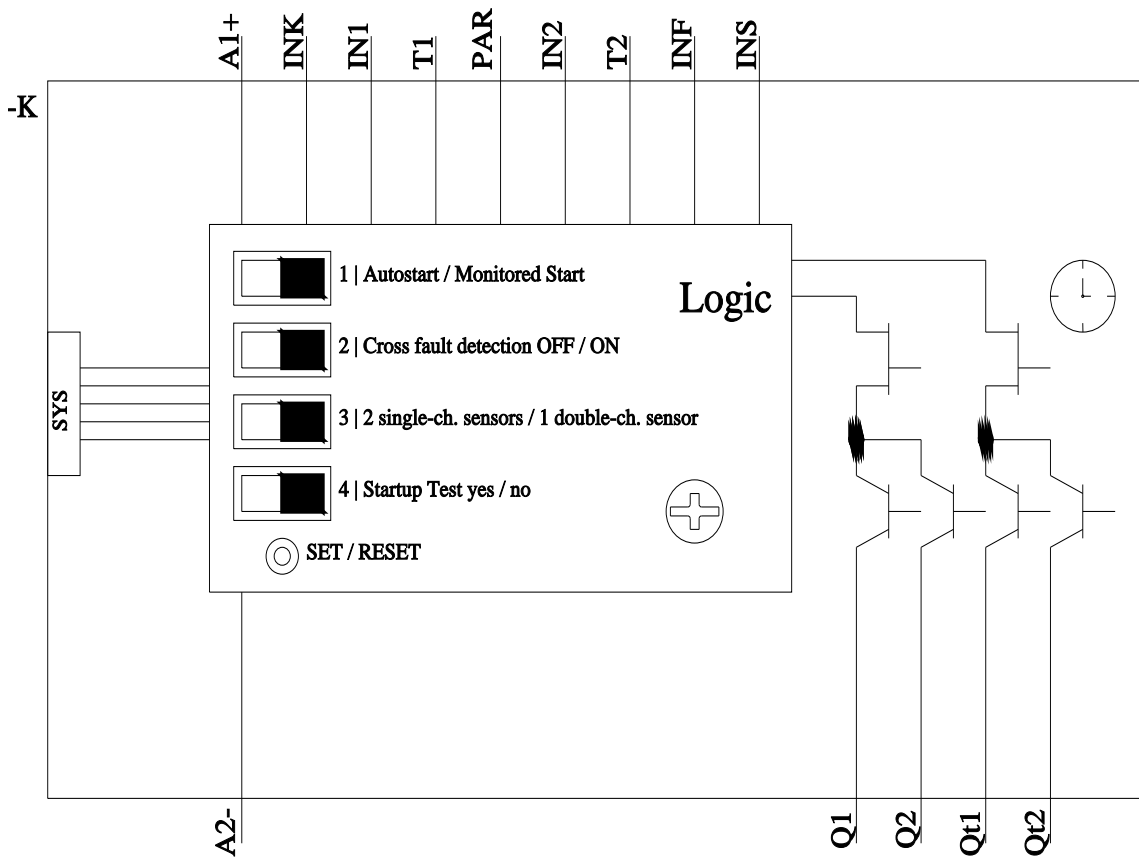 A1+
INK
IN1
T1
PAR
IN2
T2
INF
INS
-K
1 | Autostart / Monitored Start
Logic
2 | Cross fault detection OFF / ON
SYS
3 | 2 single-ch. sensors / 1 double-ch. sensor
4 | Startup Test yes / no
SET / RESET
A2-
Q1
Q2
Qt1
Qt2